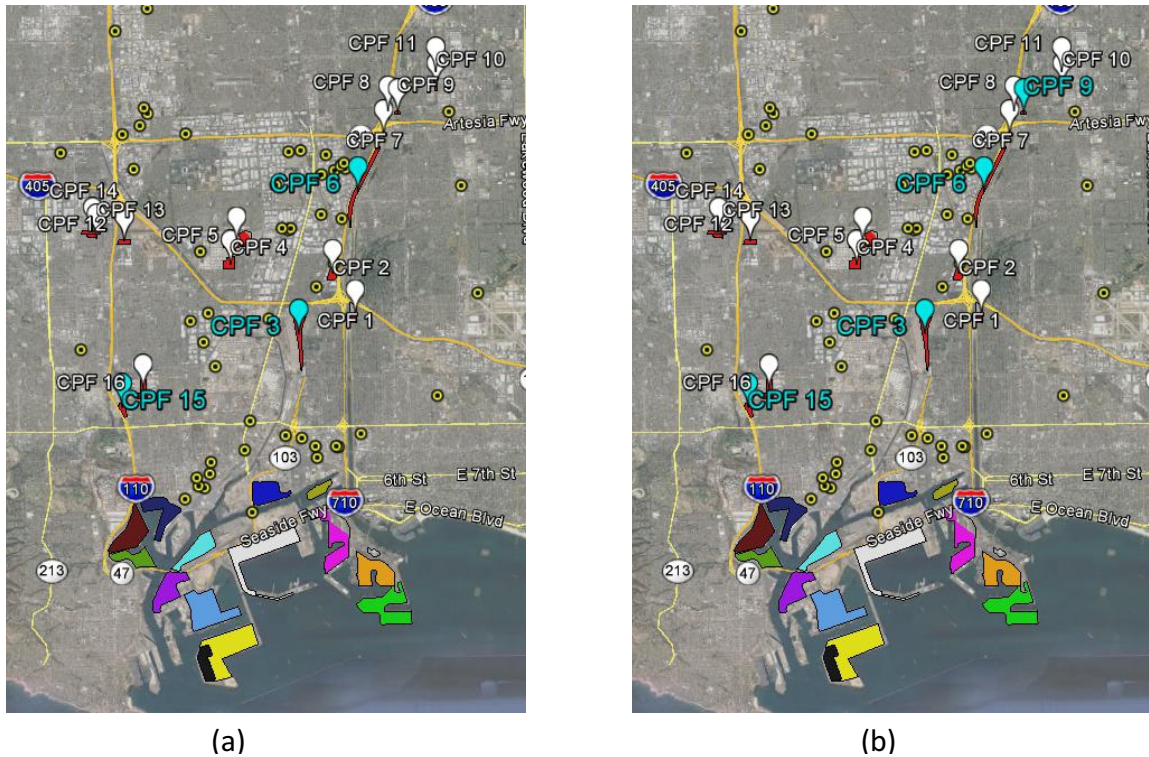 CPF 11
CPF 10
CPF 8
CPF 9
Artesia Fwy
CPF 7
CPF 6
405
CPF 14
CPF 13
CPF 12
CPF 5
CPF 4
CPF 2
CPF 3
CPF 1
CPF 16
CPF 15
103
6th St
E 7th St
110
710
E Ocean Blvd
Seaside Fwy
213
47
(a)
CPF 11
CPF 10
CPF 8
CPF 9
Artesia Fwy
CPF 7
CPF 6
405
CPF 14
CPF 13
CPF 12
CPF 5
CPF 4
CPF 2
CPF 3
CPF 1
CPF 16
CPF 15
103
6th St
E 7th St
110
710
E Ocean Blvd
Seaside Fwy
213
47
(b)